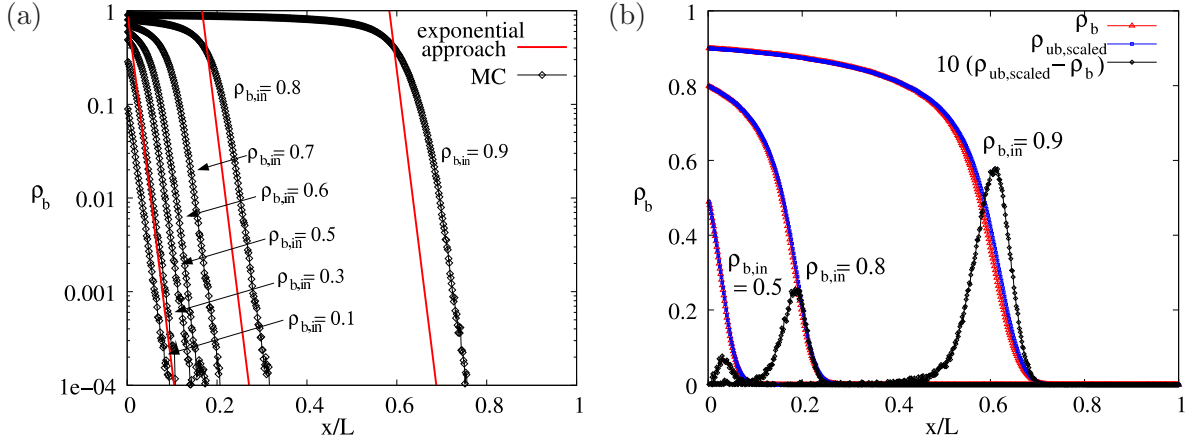 (a)
1
0.1
0.01
0.001
1e-04
ρb
0
0.2
0.4
0.6
0.8
1
x/L
exponential
approach
MC
ρb,in= 0.8
ρb,in= 0.9
ρb,in= 0.7
ρb,in= 0.6
ρb,in= 0.5
ρb,in= 0.3
ρb,in= 0.1
(b)
1
0.8
0.6
0.4
0.2
0
ρb
0
0.2
0.4
0.6
0.8
1
x/L
ρb
ρub,scaled
10 (ρub,scaled−ρb)
ρb,in= 0.9
ρb,in= 0.8
ρb,in
= 0.5